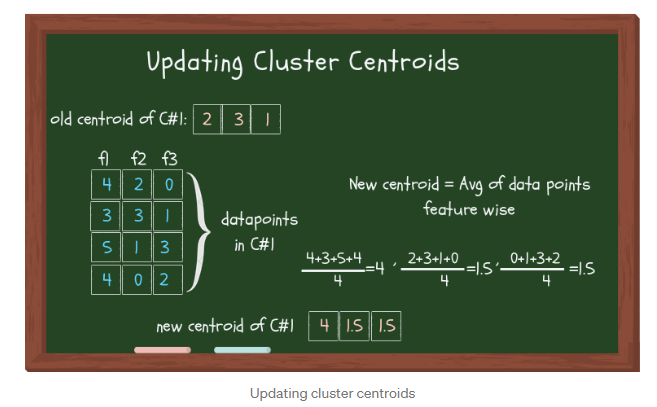 Updating Cluster Centroids
old centroid of C#1: 2 3 1
f1 f2 f3
4 2 0
3 3 1
5 1 3
4 0 2
datapoints
in C#1
New centroid = Avg of data points
feature wise
4+3+5+4/4 =4 , 2+3+1+0/4 =1.5, 0+1+3+2/4 =1.5
new centroid of C#1 4 1.5 1.5
Updating cluster centroids